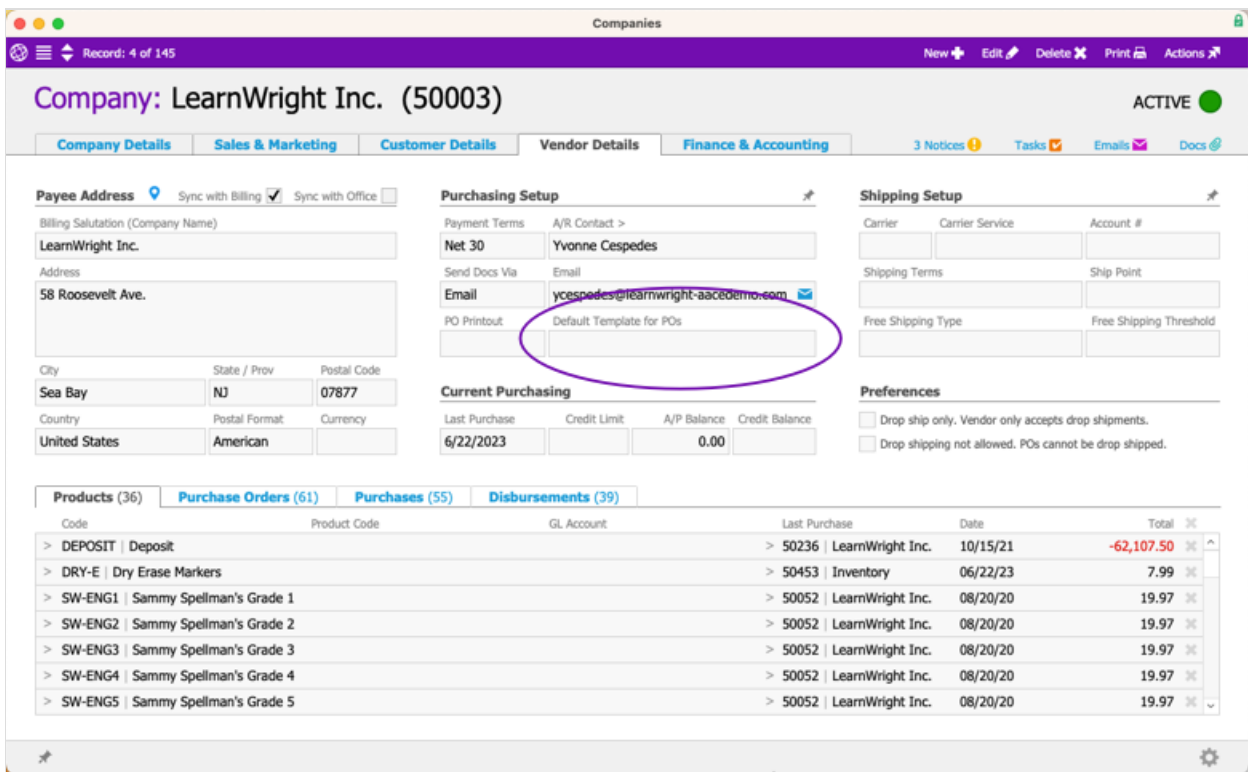 Companies
Record: 4 of 145 New Edit Delete Print Actions
Company: LearnWright Inc. (50003) ACTIVE
Company Details Sales & Marketing Customer Details Vendor Details Finance & Accounting 3 Notices Tasks Emails Docs
Payee Address Sync with Billing Sync with Office Purchasing Setup Shipping Setup
Billing Salutation (Company Name) Payment Terms A/R Contact > Carrier Carrier Service Account #
LearnWright Inc. Net 30 Yvonne Cespedes
Address Send Docs Via Email Shipping Terms Ship Point
58 Roosevelt Ave. Email ycespedes@learnwright-aacedemo.com
PO Printout Default Template for POs Free Shipping Type Free Shipping Threshold
City State / Prov Postal Code
Sea Bay NJ 07877 Current Purchasing Preferences
Country Postal Format Currency Last Purchase Credit Limit A/P Balance Credit Balance Drop ship only. Vendor only accepts drop shipments.
United States American 6/22/2023 0.00 Drop shipping not allowed. POs cannot be drop shipped.
Products (36) Purchase Orders (61) Purchases (55) Disbursements (39)
Code Product Code GL Account Last Purchase Date Total
> DEPOSIT | Deposit > 50236 | LearnWright Inc. 10/15/21 -62,107.50
> DRY-E | Dry Erase Markers > 50453 | Inventory 06/22/23 7.99
> SW-ENG1 | Sammy Spellman's Grade 1 > 50052 | LearnWright Inc. 08/20/20 19.97
> SW-ENG2 | Sammy Spellman's Grade 2 > 50052 | LearnWright Inc. 08/20/20 19.97
> SW-ENG3 | Sammy Spellman's Grade 3 > 50052 | LearnWright Inc. 08/20/20 19.97
> SW-ENG4 | Sammy Spellman's Grade 4 > 50052 | LearnWright Inc. 08/20/20 19.97
> SW-ENG5 | Sammy Spellman's Grade 5 > 50052 | LearnWright Inc. 08/20/20 19.97